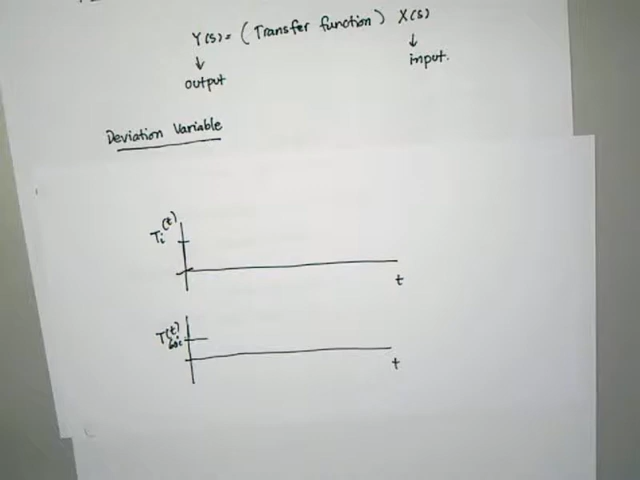 Y(s) = (Transfer function) X(s)
↓ ↓
output input.
Deviation Variable
Ti(t)
t
T(t)
t